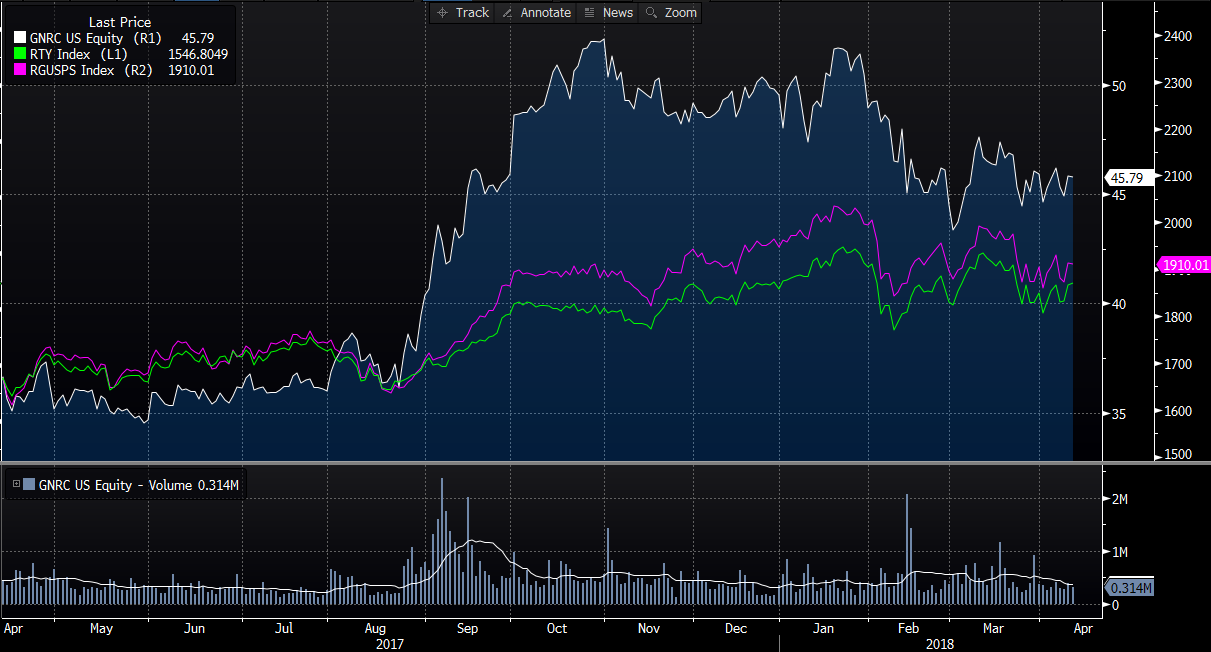 Track Annotate News Zoom
Last Price
GNRC US Equity (R1) 45.79
RTY Index (L1) 1546.8049
RGUSPS Index (R2) 1910.01
50
45.79
45
40
35
2400
2300
2200
2100
2000
1910.01
1800
1700
1600
1500
GNRC US Equity - Volume 0.314M
2M
1M
0.314M
0
Apr May Jun Jul Aug Sep Oct Nov Dec Jan Feb Mar Apr
2017 2018